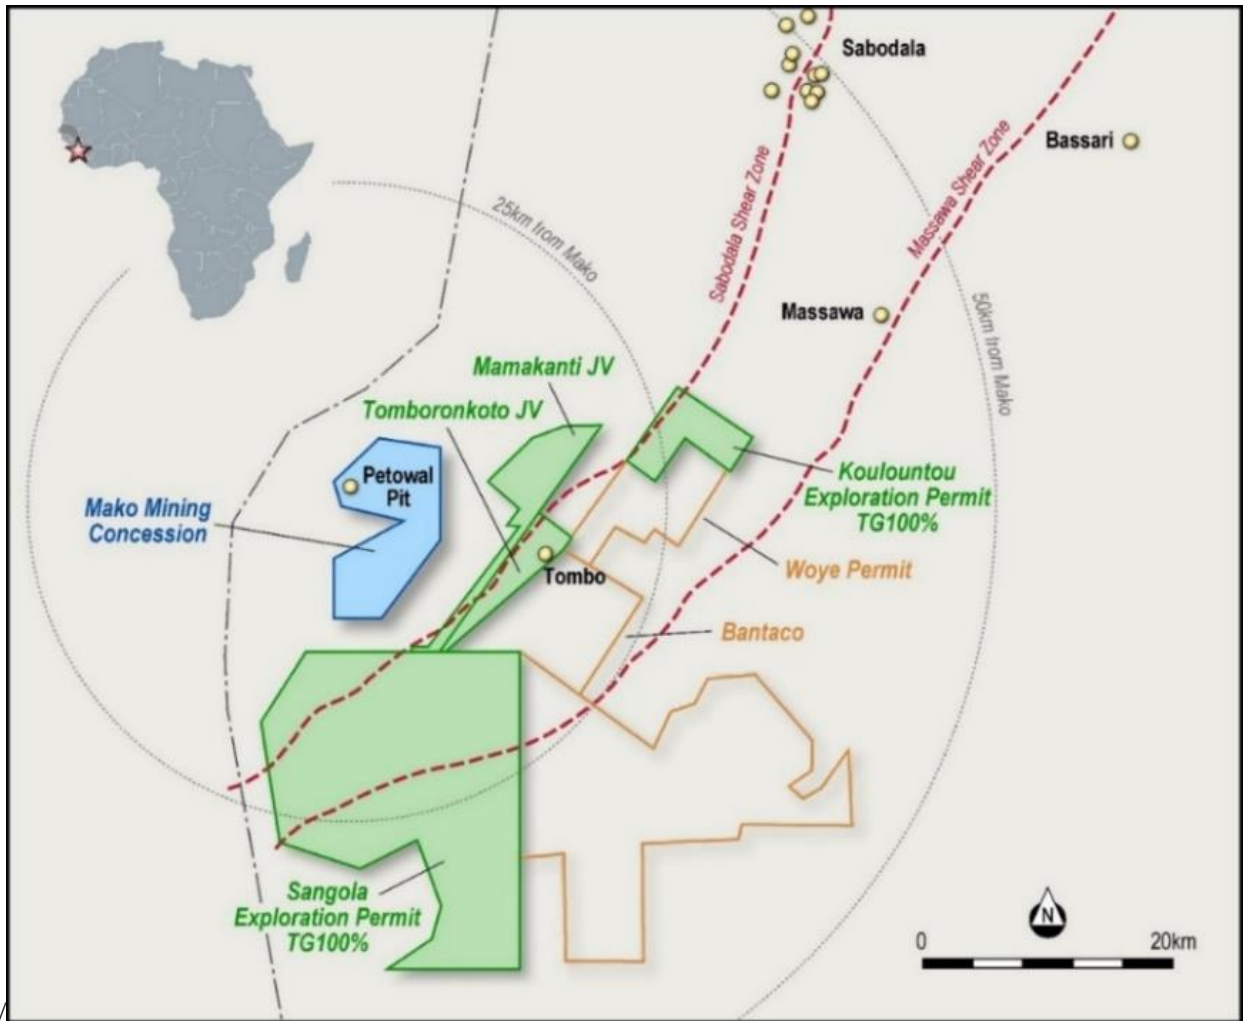 Sabodala
Bassari
Sabodala Shear Zone
Massawa Shear Zone
25km from Mako
50km from Mako
Massawa
Mamakanti JV
Tomboronkoto JV
Petowal
Pit
Mako Mining
Concession
Koulountou
Exploration Permit
TG100%
Tombo
Woye Permit
Bantaco
Sangola
Exploration Permit
TG100%
N
0
20km